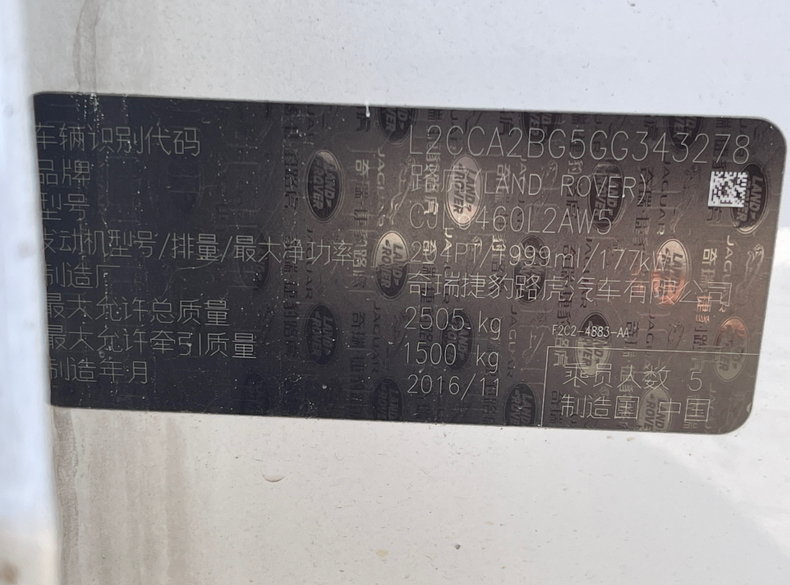 车辆识别代码 L2CCA2BG5GG343278
品牌 路虎(LAND ROVER)
型号 CJL6460L2AW5
发动机型号/排量/最大净功率 204PT/1999ml/177kw
制造厂 奇瑞捷豹路虎汽车有限公司
最大允许总质量 2505 kg
F2C2-4883-AA
最大允许牵引质量 1500 kg
制造年月 2016/11 乘员人数 5
制造国 中国